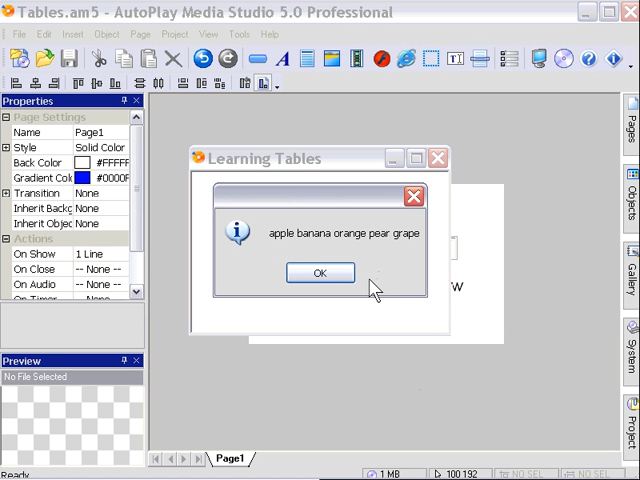 Tables.am5 - AutoPlay Media Studio 5.0 Professional
File Edit Insert Object Page Project Publish View Tools Help
Properties
Page Settings
Name Page1
Style Solid Color
Back Color #FFFFF
Gradient Col #0000F
Transition None
Inherit Backg None
Inherit Objec None
Actions
On Show 1 Line
On Close -- None --
On Audio -- None --
On Timer -- None --
Preview
No File Selected
Learning Tables
apple banana orange pear grape
OK
w
Pages
Objects
Gallery
System
Project
Page1
Ready
1 MB
100 192
NO SEL
NO SEL